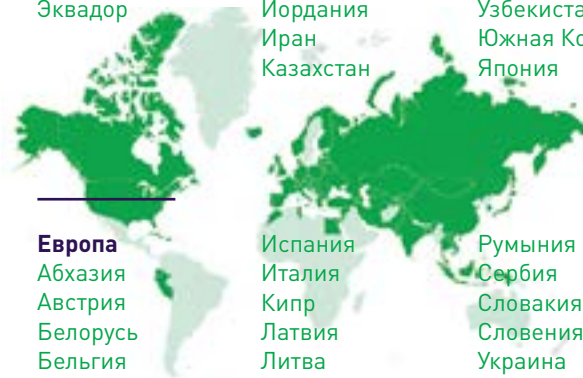 Эквадор
Иордания
Иран
Казахстан
Япония
Европа
Абхазия
Австрия
Белорусь
Бельгия
Испания
Италия
Кипр
Латвия
Литва
Румыния
Сербия
Словакия
Словения
Украина